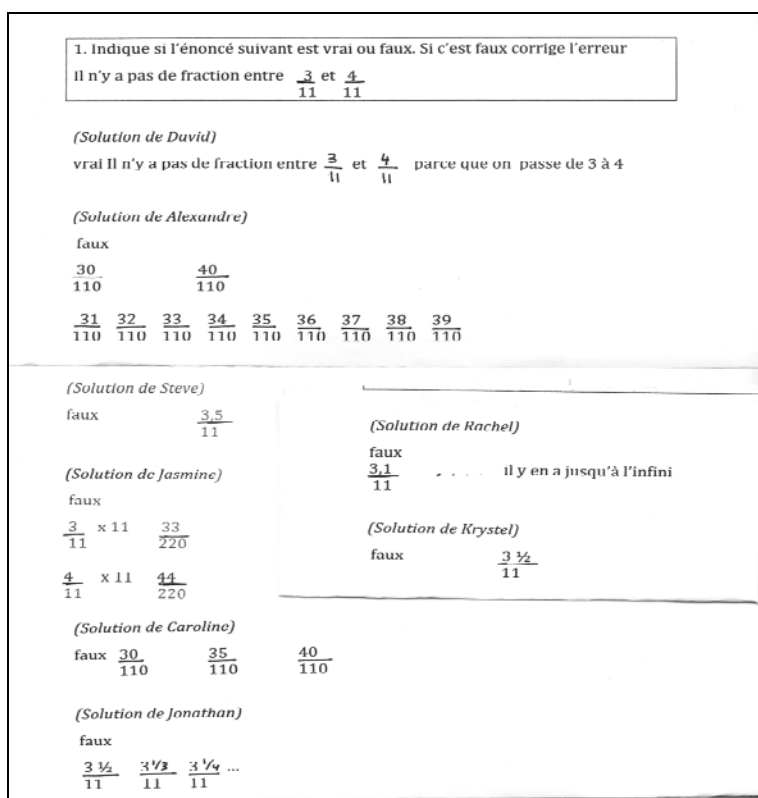 1. Indique si l'énoncé suivant est vrai ou faux. Si c'est faux corrige l'erreur
Il n'y a pas de fraction entre 3/11 et 4/11
(Solution de David)
vrai Il n'y a pas de fraction entre 3/11 et 4/11 parce que on passe de 3 à 4
(Solution de Alexandre)
faux
30/110 40/110
31/110 32/110 33/110 34/110 35/110 36/110 37/110 38/110 39/110
(Solution de Steve)
faux 3,5/11
(Solution de Jasmine)
faux
3/11 x 11 33/220
4/11 x 11 44/220
(Solution de Rachel)
faux
3,1/11 . . . . il y en a jusqu'à l'infini
(Solution de Krystel)
faux 3 ½/11
(Solution de Caroline)
faux 30/110 35/110 40/110
(Solution de Jonathan)
faux
3 ½/11 3 1/3/11 3 1/4/11 ...